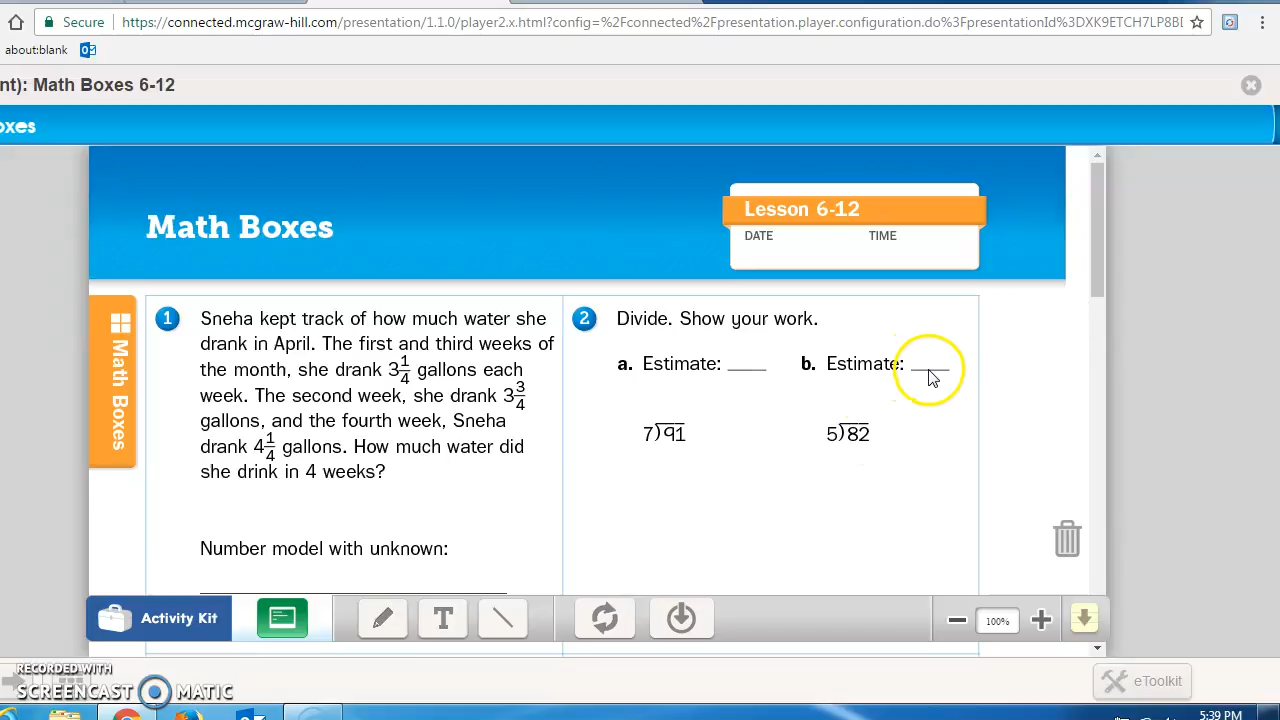 Secure
https://connected.mcgraw-hill.com/presentation/1.1.0/player2.x.html?config=%2Fconnected%2Fpresentation.player.configuration.do%3FpresentationId%3DXK9ETCH7LP8BD
about:blank
nt): Math Boxes 6-12
oxes
Math Boxes
Lesson 6-12
DATE TIME
Math Boxes
1 Sneha kept track of how much water she
drank in April. The first and third weeks of
the month, she drank 3 1/4 gallons each
week. The second week, she drank 3 3/4
gallons, and the fourth week, Sneha
drank 4 1/4 gallons. How much water did
she drink in 4 weeks?
Number model with unknown:
2 Divide. Show your work.
a. Estimate: ____ b. Estimate: ____
7)91 5)82
Activity Kit
T
100%
RECORDED WITH
SCREENCAST MATIC
eToolkit
5:39 PM